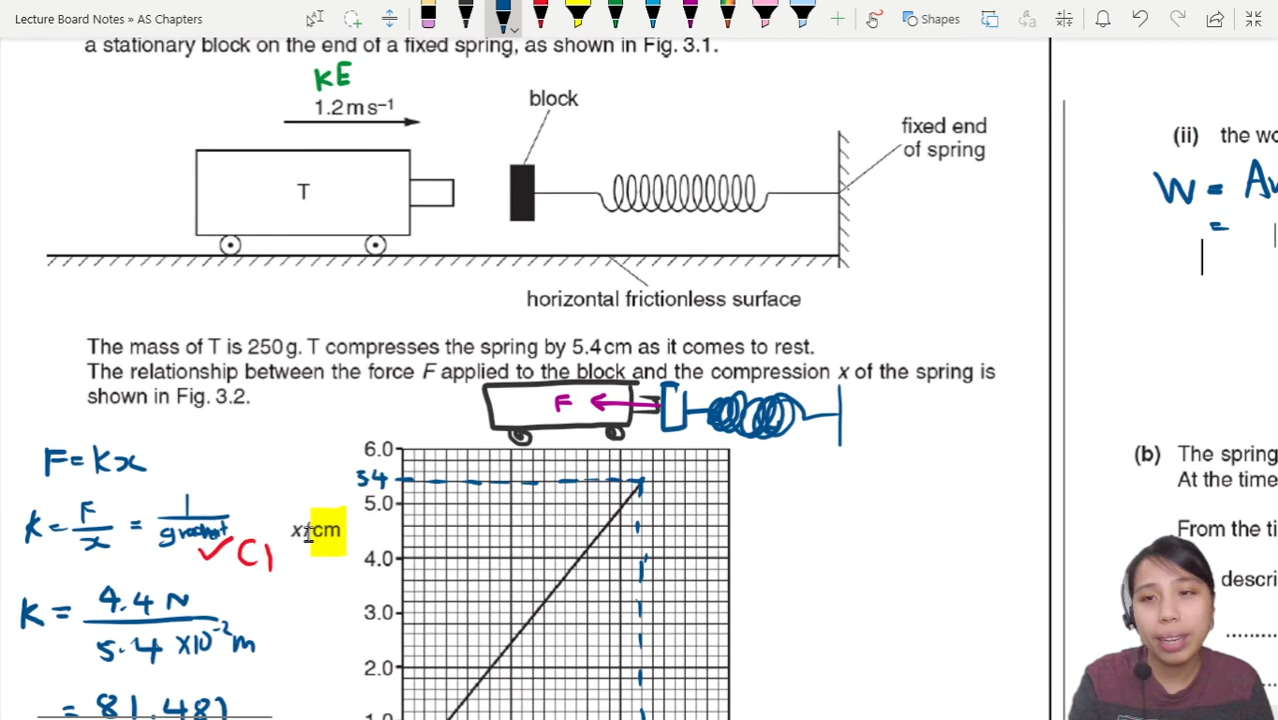 Lecture Board Notes » AS Chapters
Shapes
a stationary block on the end of a fixed spring, as shown in Fig. 3.1.
KE
1.2 m s⁻¹
block
fixed end
of spring
T
horizontal frictionless surface
The mass of T is 250 g. T compresses the spring by 5.4 cm as it comes to rest.
The relationship between the force F applied to the block and the compression x of the spring is
shown in Fig. 3.2.
F
F = kx
k = F/x = 1/gradient
C1
K = 4.4 N / 5.4 ×10⁻² m
= 81.481
x / cm
6.0
54
5.0
4.0
3.0
2.0
1.0
(ii) the wo
W =
=
(b) The spring
At the time
From the ti
descri